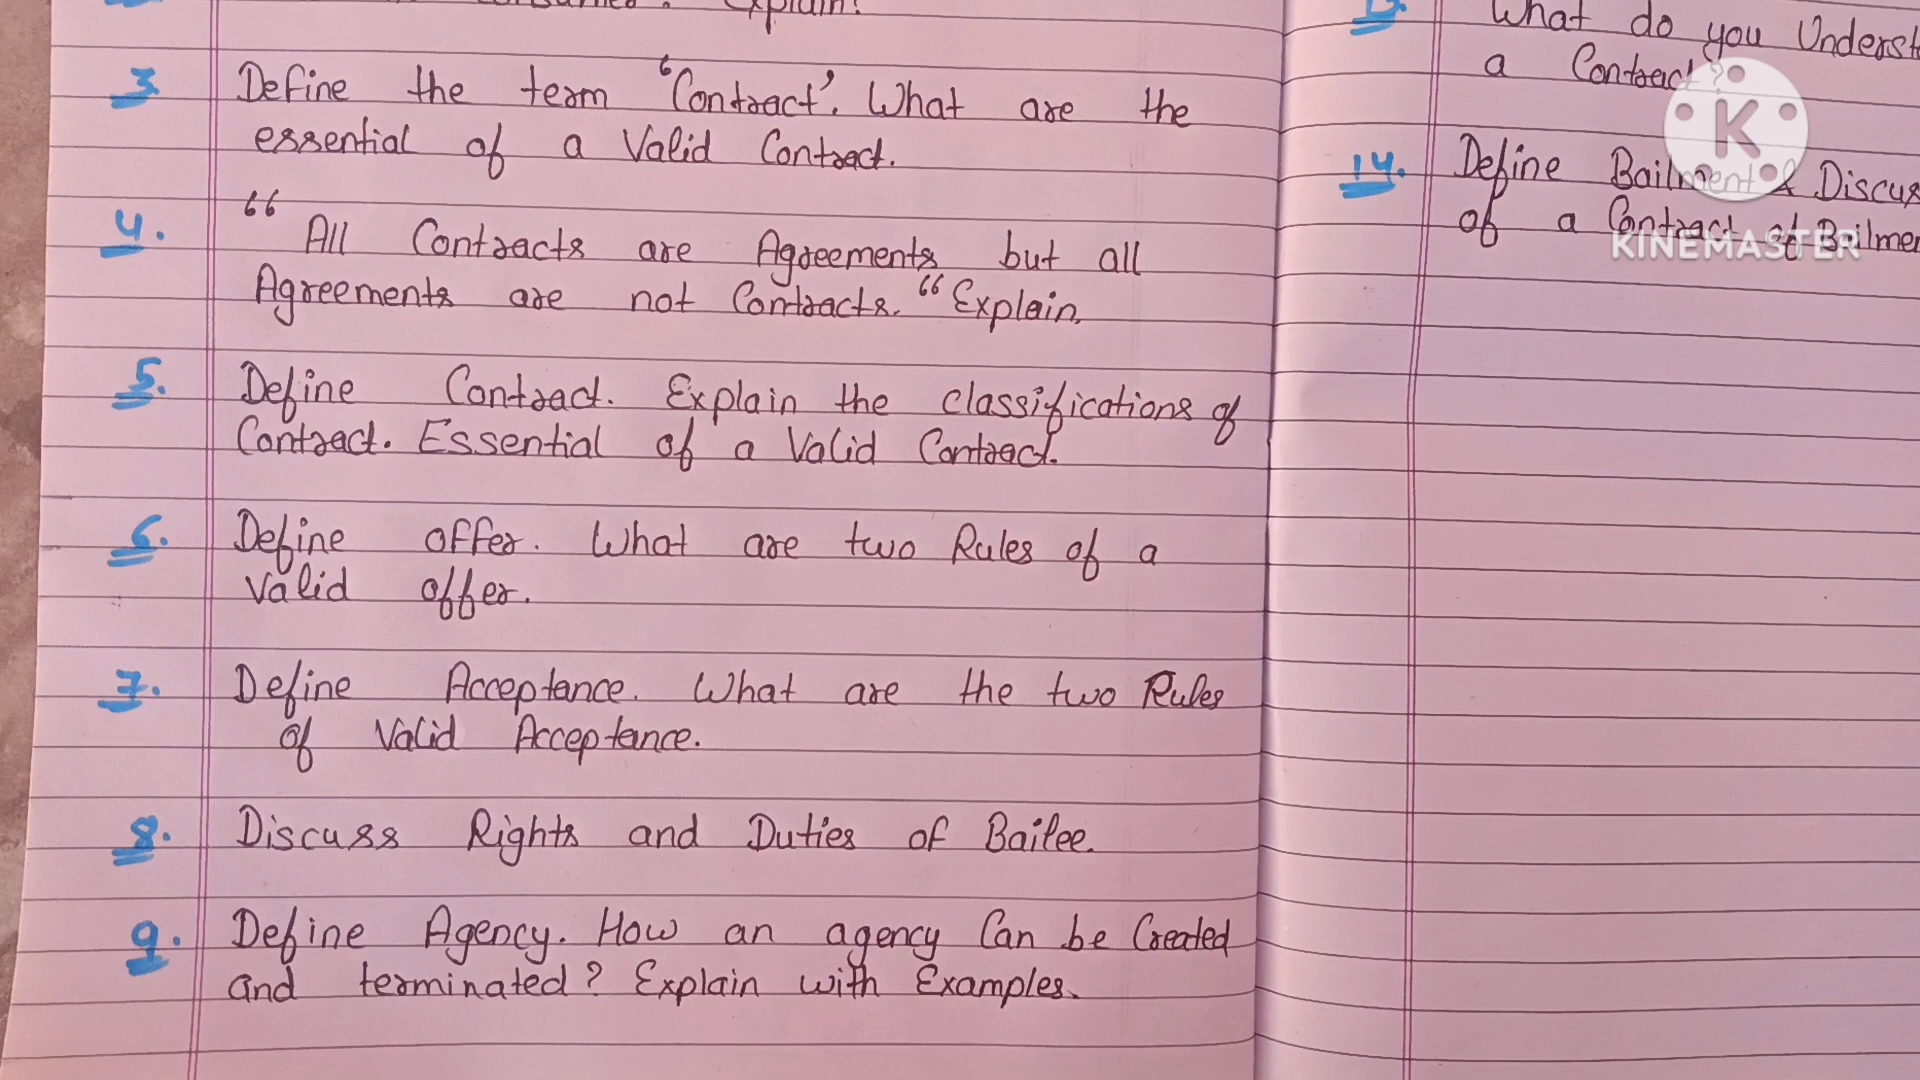 Explain.
3 Define the term 'Contract'. What are the
essential of a Valid Contract.
4. “ All Contracts are Agreements but all
Agreements are not Contracts. “ Explain.
5. Define Contract. Explain the classifications of
Contract. Essential of a Valid Contract.
6. Define offer. What are two Rules of a
Valid offer.
7. Define Acceptance. What are the two Rules
of Valid Acceptance.
8. Discuss Rights and Duties of Bailee.
9. Define Agency. How an agency Can be Created
and terminated? Explain with Examples.
What do you
a Contract?
14. Define Bailment & 
of a Contract of
K
KINEMASTER